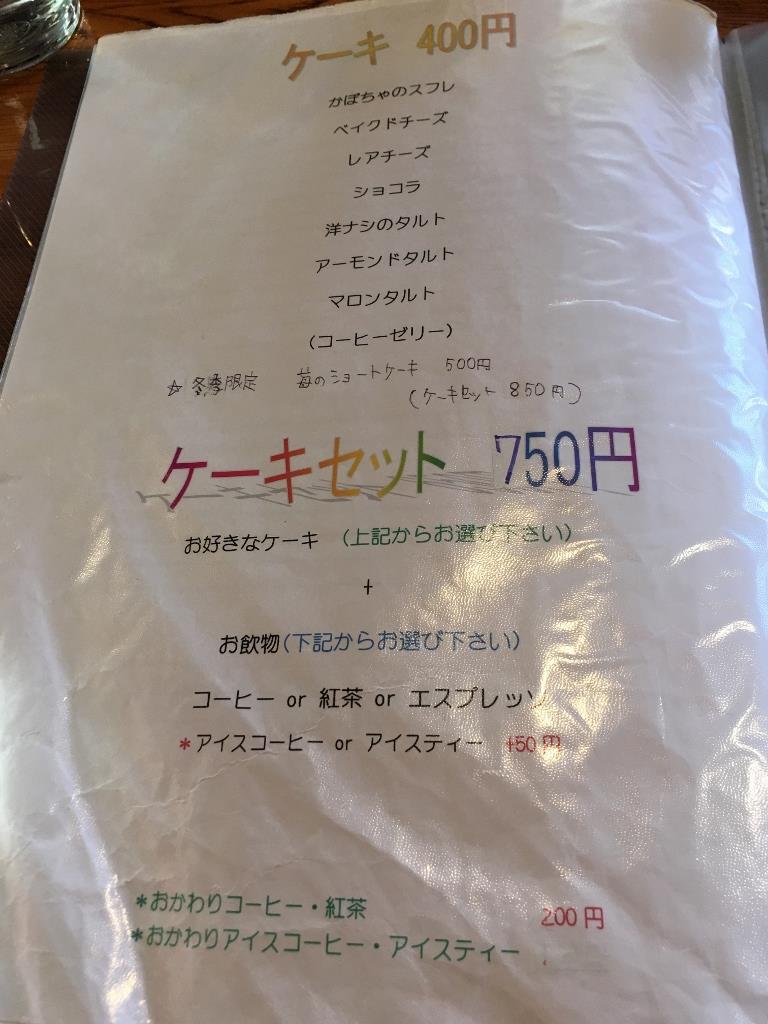 ケーキ 400円
かぼちゃのスフレ
ベイクドチーズ
レアチーズ
ショコラ
洋ナシのタルト
アーモンドタルト
マロンタルト
(コーヒーゼリー)
☆ 冬季限定 苺のショートケーキ 500円
(ケーキセット 850円)
ケーキセット 750円
お好きなケーキ (上記からお選び下さい)
+
お飲物(下記からお選び下さい)
コーヒー or 紅茶 or エスプレッソ
*アイスコーヒー or アイスティー +50円
*おかわりコーヒー・紅茶 200円
*おかわりアイスコーヒー・アイスティー